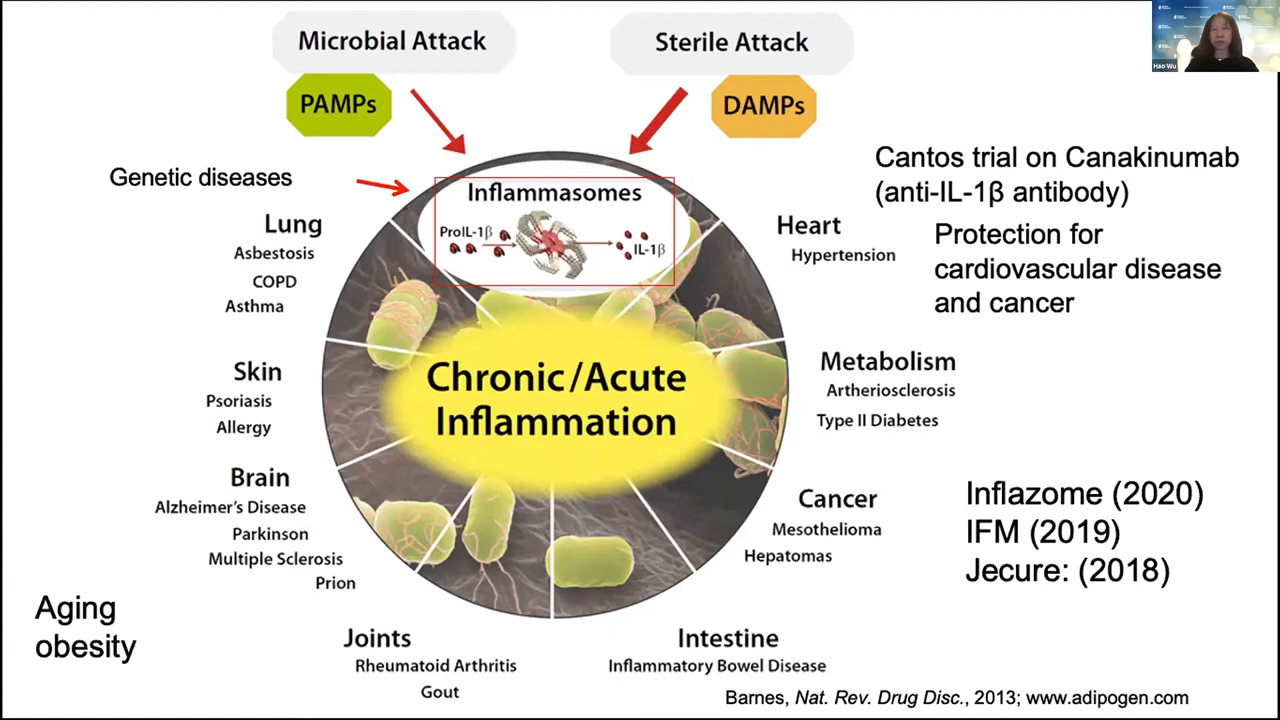 Microbial Attack
Sterile Attack
PAMPs
DAMPs
Hao Wu
Genetic diseases
Inflammasomes
ProIL-1β
IL-1β
Cantos trial on Canakinumab
(anti-IL-1β antibody)
Protection for
cardiovascular disease
and cancer
Lung
Asbestosis
COPD
Asthma
Heart
Hypertension
Chronic/Acute
Inflammation
Skin
Psoriasis
Allergy
Metabolism
Artheriosclerosis
Type II Diabetes
Brain
Alzheimer's Disease
Parkinson
Multiple Sclerosis
Prion
Cancer
Mesothelioma
Hepatomas
Inflazome (2020)
IFM (2019)
Jecure: (2018)
Aging
obesity
Joints
Rheumatoid Arthritis
Gout
Intestine
Inflammatory Bowel Disease
Barnes, Nat. Rev. Drug Disc., 2013; www.adipogen.com